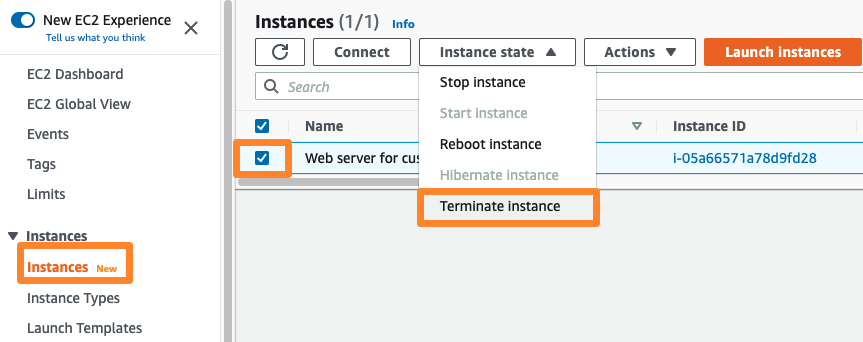 New EC2 Experience
Tell us what you think
EC2 Dashboard
EC2 Global View
Events
Tags
Limits
Instances
Instances New
Instance Types
Launch Templates
Instances (1/1) Info
Connect Instance state Actions Launch instances
Search
Stop instance
Start instance
Reboot instance
Hibernate instance
Terminate instance
Name Instance ID
Web server for cus i-05a66571a78d9fd28